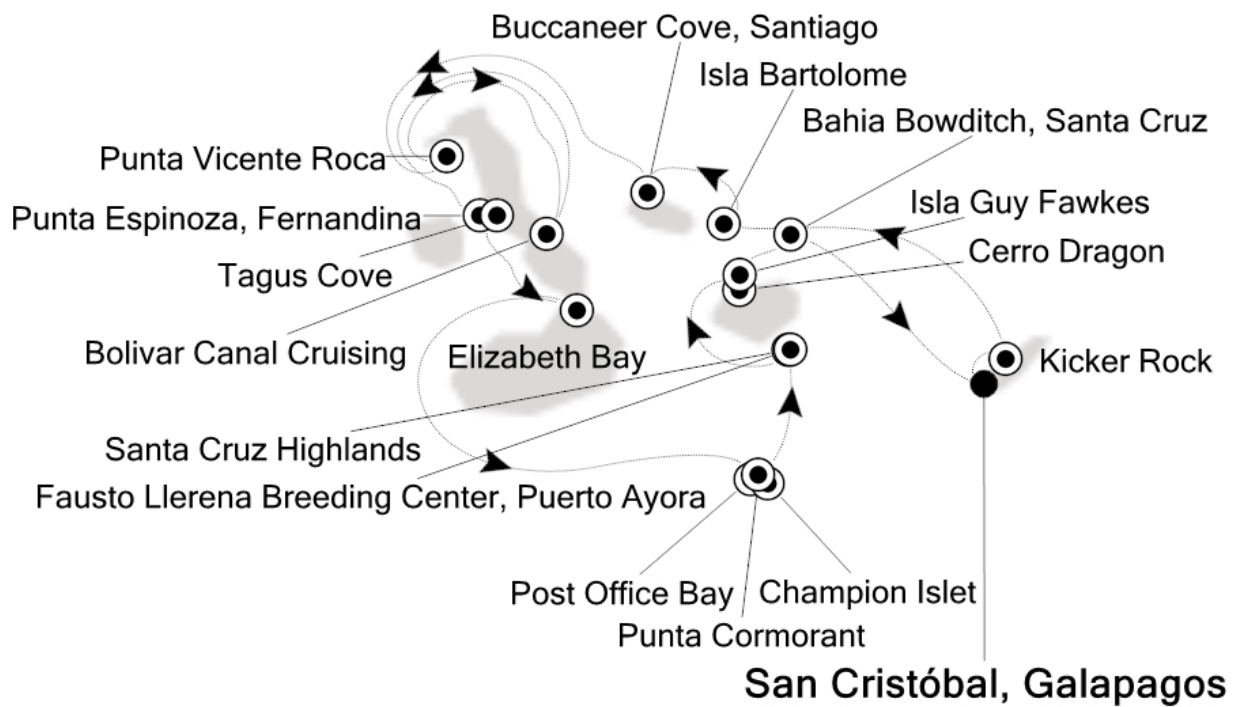 Buccaneer Cove, Santiago
Isla Bartolome
Bahia Bowditch, Santa Cruz
Punta Vicente Roca
Isla Guy Fawkes
Punta Espinoza, Fernandina
Cerro Dragon
Tagus Cove
Bolivar Canal Cruising
Elizabeth Bay
Kicker Rock
Santa Cruz Highlands
Fausto Llerena Breeding Center, Puerto Ayora
Post Office Bay
Champion Islet
Punta Cormorant
San Cristóbal, Galapagos